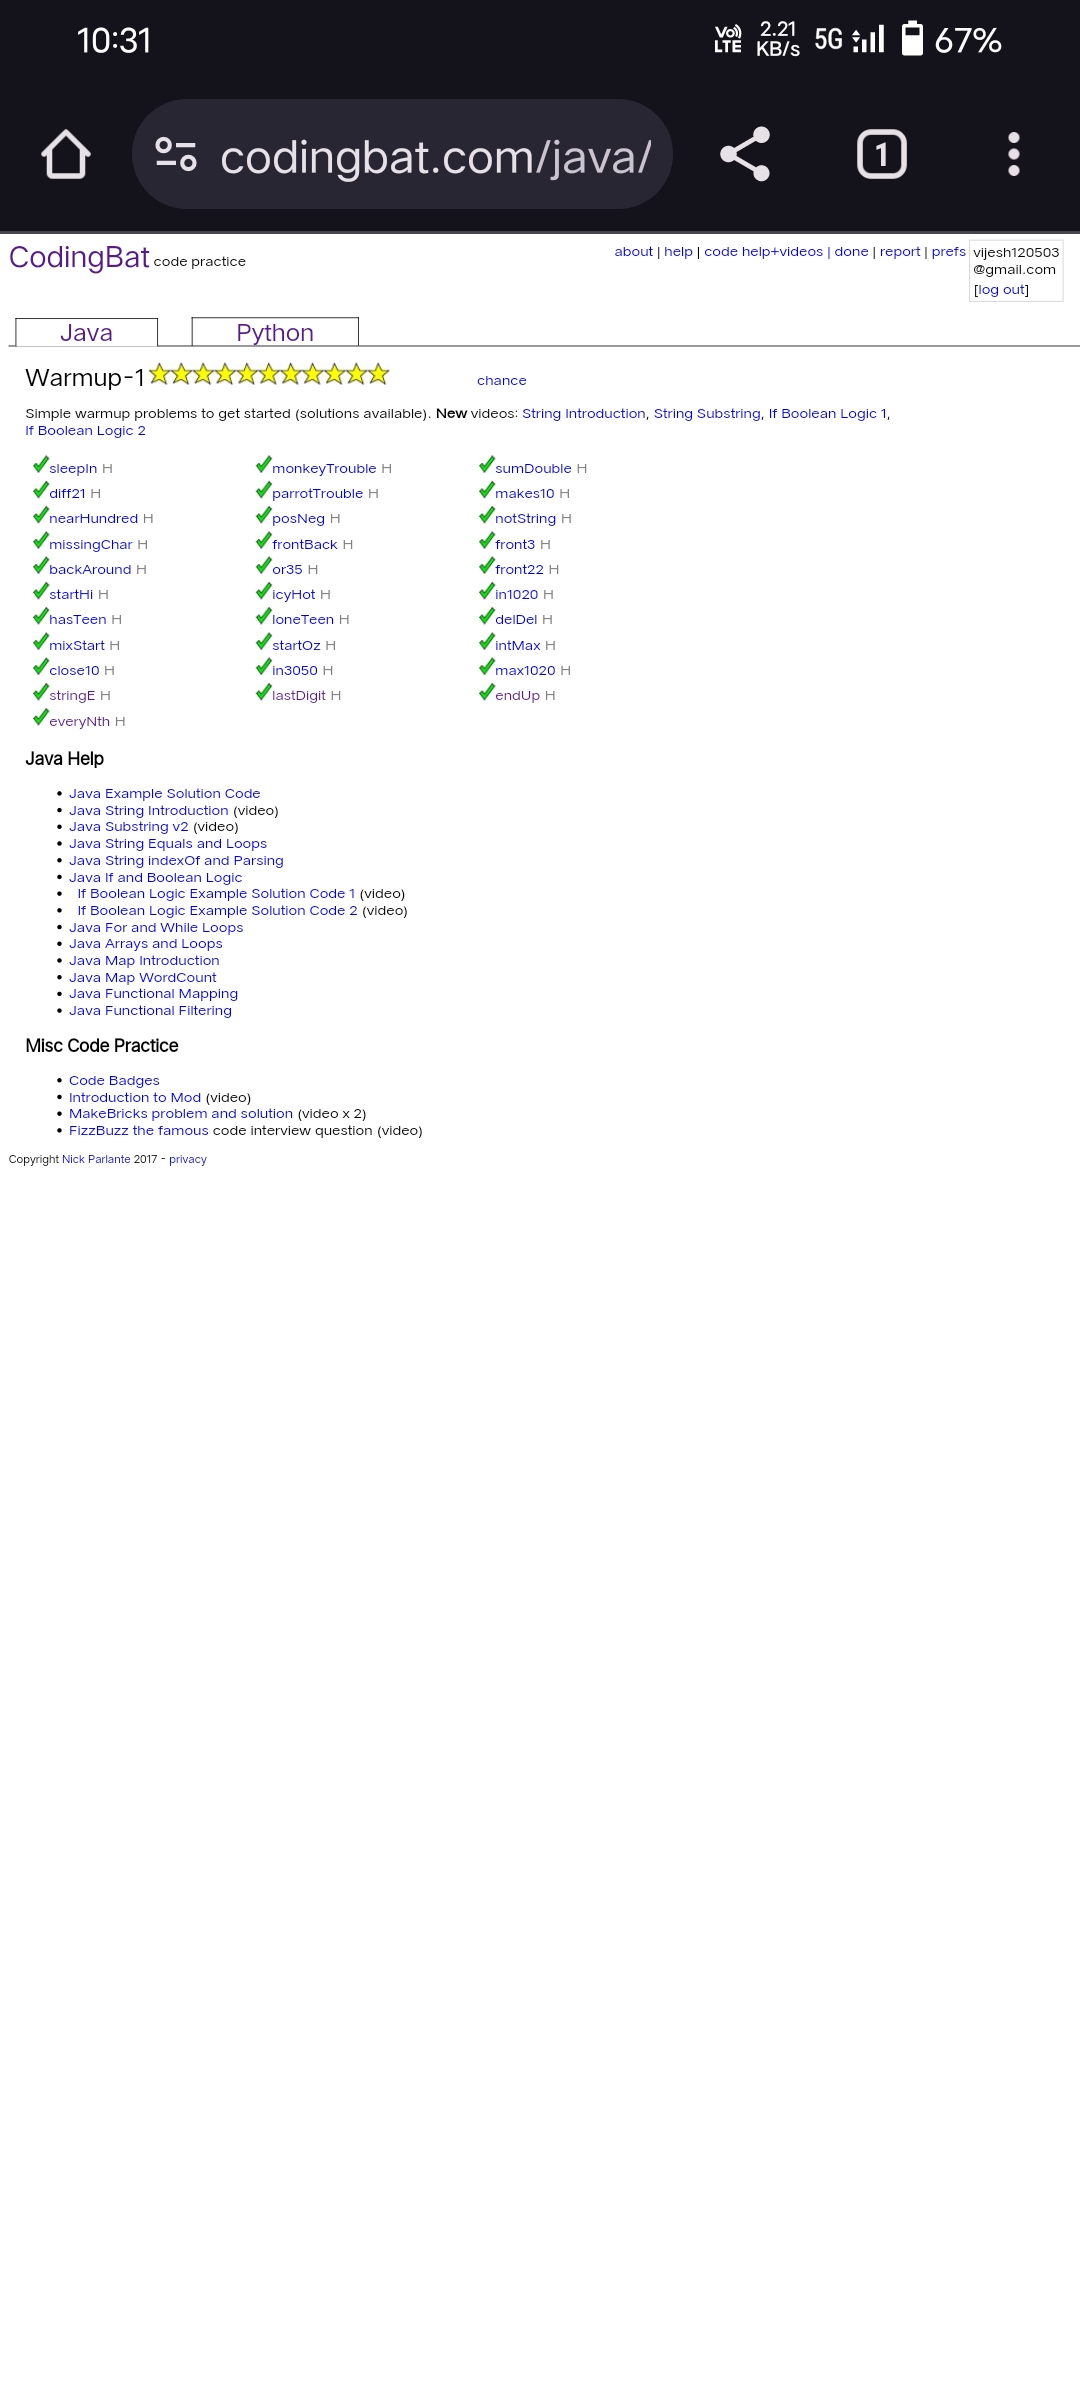 10:31
Vo)) LTE 2.21 KB/s 5G 67%
codingbat.com/java/
1
CodingBat code practice
about | help | code help+videos | done | report | prefs
vijesh120503
@gmail.com
[log out]
Java
Python
Warmup-1
chance
Simple warmup problems to get started (solutions available). New videos: String Introduction, String Substring, If Boolean Logic 1,
If Boolean Logic 2
sleepIn H monkeyTrouble H sumDouble H
diff21 H parrotTrouble H makes10 H
nearHundred H posNeg H notString H
missingChar H frontBack H front3 H
backAround H or35 H front22 H
startHi H icyHot H in1020 H
hasTeen H loneTeen H delDel H
mixStart H startOz H intMax H
close10 H in3050 H max1020 H
stringE H lastDigit H endUp H
everyNth H
Java Help
• Java Example Solution Code
• Java String Introduction (video)
• Java Substring v2 (video)
• Java String Equals and Loops
• Java String indexOf and Parsing
• Java If and Boolean Logic
• If Boolean Logic Example Solution Code 1 (video)
• If Boolean Logic Example Solution Code 2 (video)
• Java For and While Loops
• Java Arrays and Loops
• Java Map Introduction
• Java Map WordCount
• Java Functional Mapping
• Java Functional Filtering
Misc Code Practice
• Code Badges
• Introduction to Mod (video)
• MakeBricks problem and solution (video x 2)
• FizzBuzz the famous code interview question (video)
Copyright Nick Parlante 2017 - privacy